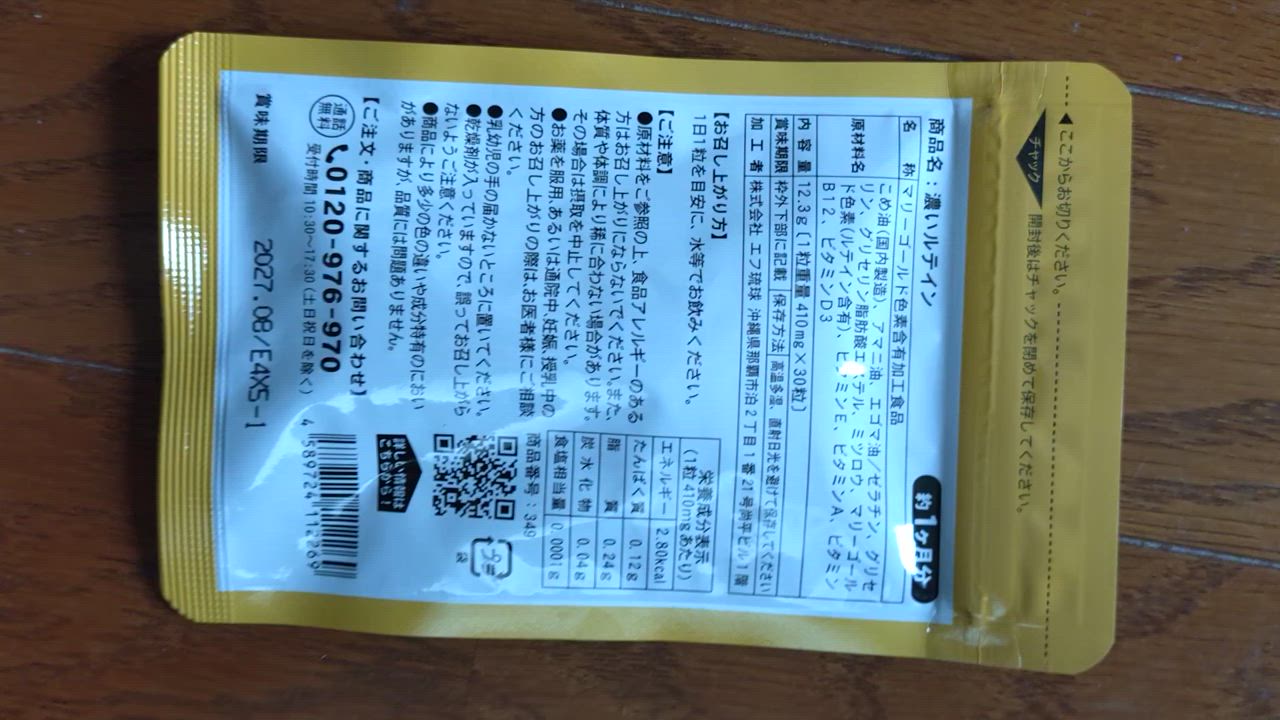 ◀ここからお切りください。
チャック
開封後はチャックを閉めて保存してください。
商品名：濃いルテイン
約1ヶ月分
名称 マリーゴールド色素含有加工食品
原材料名 こめ油(国内製造)、アマニ油、エゴマ油／ゼラチン、グリセ
リン、グリセリン脂肪酸エステル、ミツロウ、マリーゴール
ド色素(ルテイン含有)、ビタミンE、ビタミンA、ビタミン
B12、ビタミンD3
内容量 12.3g〔1粒重量 410mg×30粒〕
賞味期限 枠外下部に記載 保存方法 高温多湿、直射日光を避けて保存してください
加工者 株式会社 エフ琉球 沖縄県那覇市泊2丁目1番21号尚平ビル1階
【お召し上がり方】
1日1粒を目安に、水等でお飲みください。
【ご注意】
●原材料をご参照の上、食品アレルギーのある
方はお召し上がりにならないでください。また、
体質や体調により稀に合わない場合があります。
その場合は摂取を中止してください。
●お薬を服用、あるいは通院中、妊娠、授乳中の
方のお召し上がりの際は、お医者様にご相談
ください。
●乳幼児の手の届かないところに置いてください。
●乾燥剤が入っていますので、誤ってお召し上がら
ないようご注意ください。
●商品により多少の色の違いや成分特有のにおい
がありますが、品質には問題ありません。
栄養成分表示
(1粒 410mgあたり)
エネルギー 2.80kcal
たんぱく質 0.12g
脂質 0.24g
炭水化物 0.04g
食塩相当量 0.0001g
商品番号：349
プラ
袋
詳しい情報は
こちらから！
【ご注文・商品に関するお問い合わせ】
通話無料 0120-976-970
受付時間 10:30～17:30 (土日祝日を除く)
4 589724 112269
賞味期限 2027.08/E4X5-1